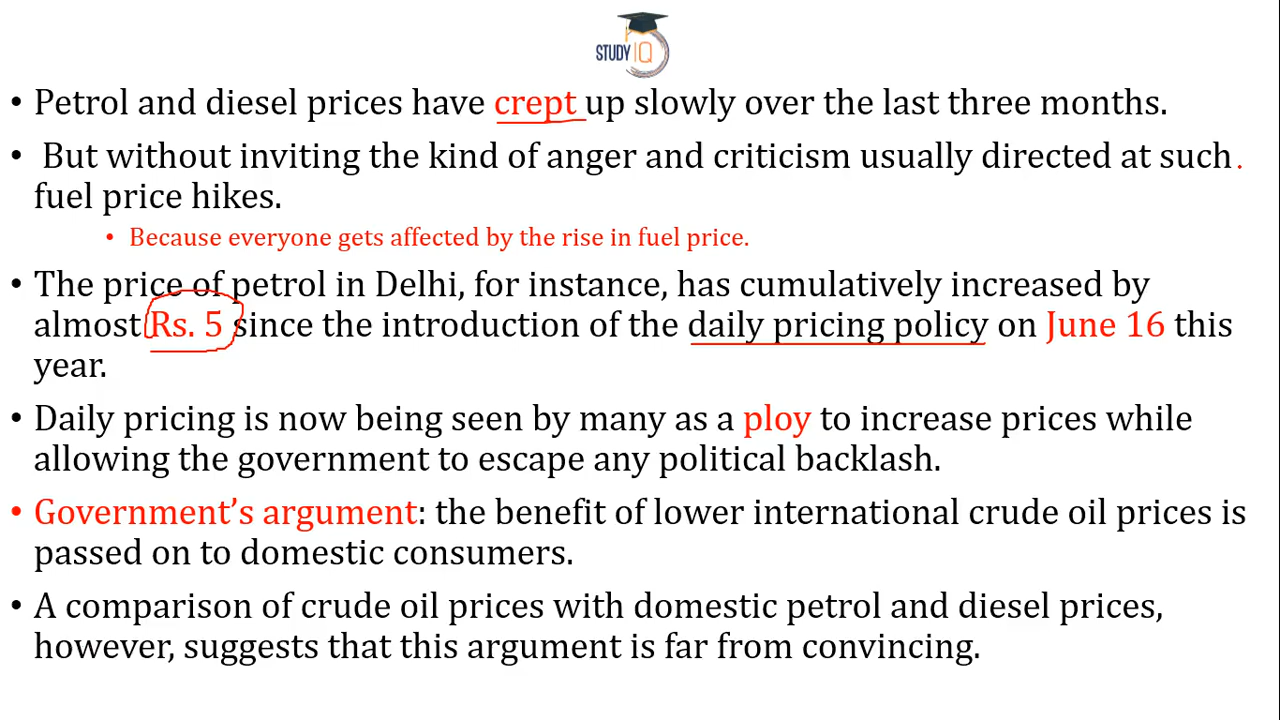 STUDY IQ
• Petrol and diesel prices have crept up slowly over the last three months.
• But without inviting the kind of anger and criticism usually directed at such
fuel price hikes.
• Because everyone gets affected by the rise in fuel price.
• The price of petrol in Delhi, for instance, has cumulatively increased by
almost Rs. 5 since the introduction of the daily pricing policy on June 16 this
year.
• Daily pricing is now being seen by many as a ploy to increase prices while
allowing the government to escape any political backlash.
• Government’s argument: the benefit of lower international crude oil prices is
passed on to domestic consumers.
• A comparison of crude oil prices with domestic petrol and diesel prices,
however, suggests that this argument is far from convincing.